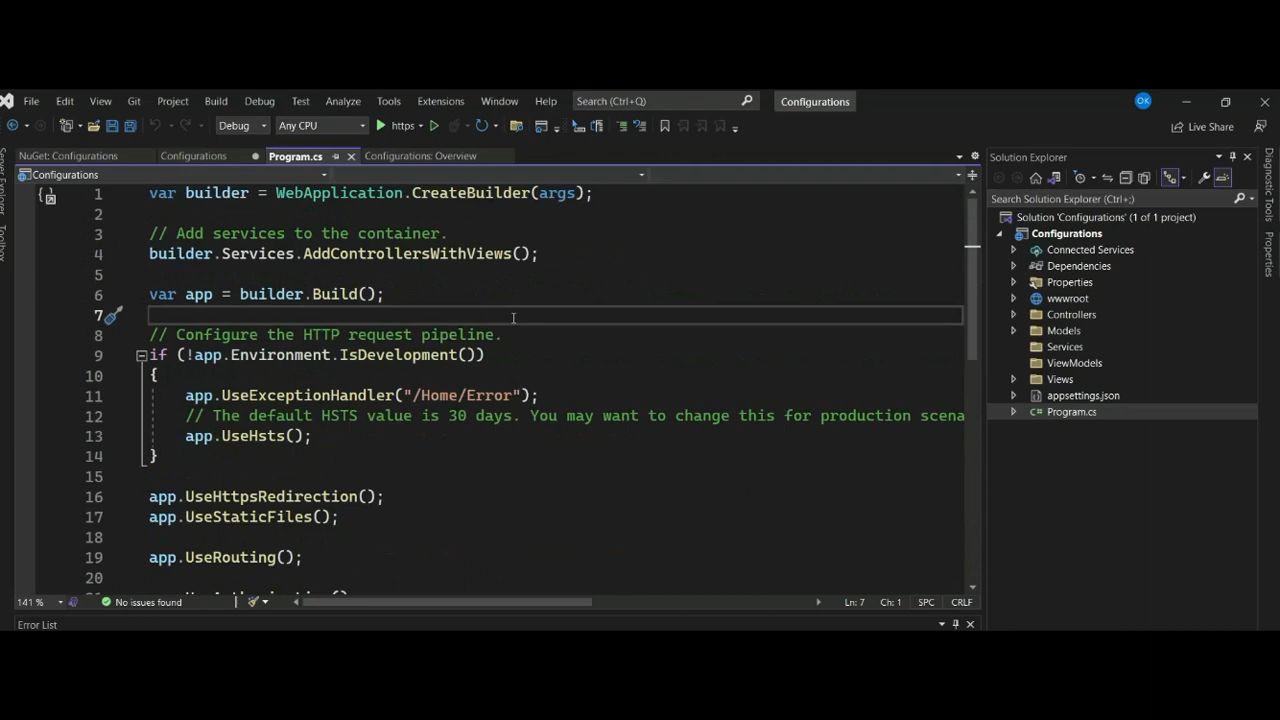 File Edit View Git Project Build Debug Test Analyze Tools Extensions Window Help Search (Ctrl+Q) Configurations OK
Debug Any CPU https Live Share
NuGet: Configurations Configurations Program.cs Configurations: Overview
Configurations
1 var builder = WebApplication.CreateBuilder(args);
2
3 // Add services to the container.
4 builder.Services.AddControllersWithViews();
5
6 var app = builder.Build();
7
8 // Configure the HTTP request pipeline.
9 if (!app.Environment.IsDevelopment())
10 {
11 app.UseExceptionHandler("/Home/Error");
12 // The default HSTS value is 30 days. You may want to change this for production scena
13 app.UseHsts();
14 }
15
16 app.UseHttpsRedirection();
17 app.UseStaticFiles();
18
19 app.UseRouting();
20
141 % No issues found Ln: 7 Ch: 1 SPC CRLF
Error List
Server Explorer
Toolbox
Solution Explorer
Search Solution Explorer (Ctrl+;)
Solution 'Configurations' (1 of 1 project)
Configurations
Connected Services
Dependencies
Properties
wwwroot
Controllers
Models
Services
ViewModels
Views
appsettings.json
C# Program.cs
Diagnostic Tools
Properties